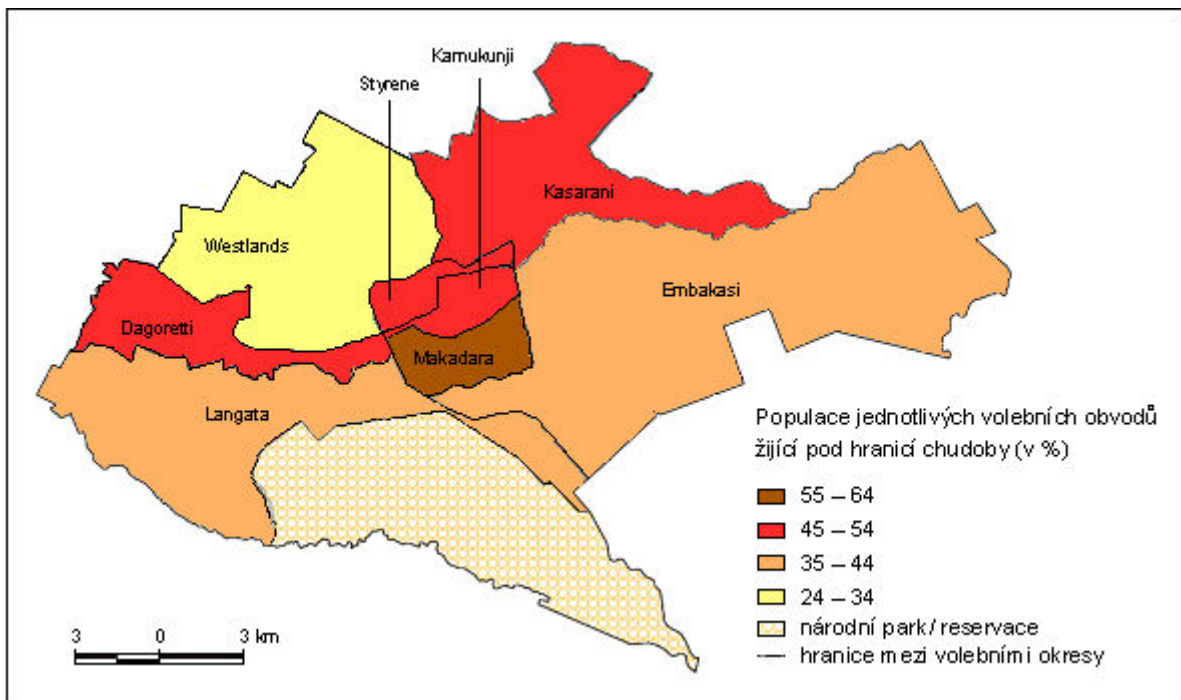 Kamukunji
Styrene
Kasarani
Westlands
Embakasi
Dagoretti
Makadara
Langata
Populace jednotlivých volebních obvodů
žijící pod hranicí chudoby (v %)
55 – 64
45 – 54
35 – 44
24 – 34
národní park / reservace
hranice mezi volebními okresy
3 0 3 km